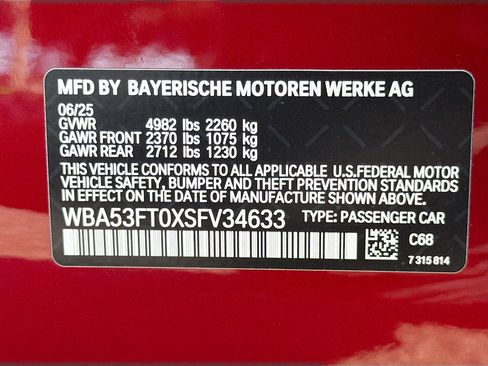 MFD BY BAYERISCHE MOTOREN WERKE AG
06/25
GVWR 4982 lbs 2260 kg
GAWR FRONT 2370 lbs 1075 kg
GAWR REAR 2712 lbs 1230 kg
THIS VEHICLE CONFORMS TO ALL APPLICABLE U.S.FEDERAL MOTOR
VEHICLE SAFETY, BUMPER AND THEFT PREVENTION STANDARDS
IN EFFECT ON THE DATE OF MANUFACTURE SHOWN ABOVE.
WBA53FT0XSFV34633 TYPE: PASSENGER CAR
C68
7 315 814